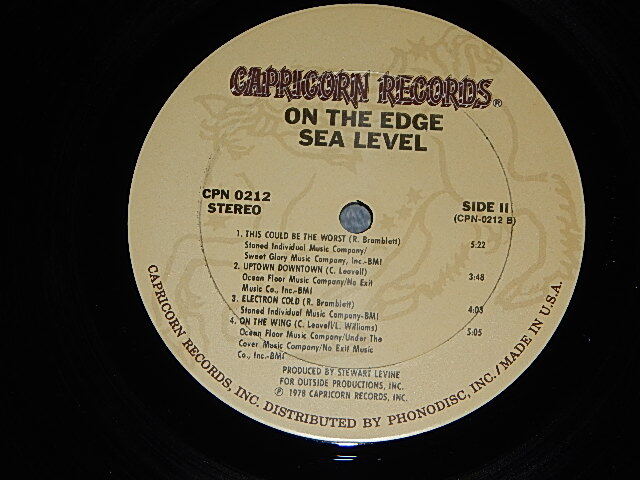 CAPRICORN RECORDS®
ON THE EDGE
SEA LEVEL
CPN 0212
STEREO
SIDE II
(CPN-0212 B)
1. THIS COULD BE THE WORST (R. Bramblett) 5:22
Stoned Individual Music Company/
Sweet Glory Music Company, Inc.-BMI
2. UPTOWN DOWNTOWN (C. Leavell) 3:48
Ocean Floor Music Company/No Exit
Music Co., Inc.-BMI
3. ELECTRON COLD (R. Bramblett) 4:03
Stoned Individual Music Company-BMI
4. ON THE WING (C. Leavell/L. Williams) 5:05
Ocean Floor Music Company/Under The
Cover Music Company/No Exit Music
Co., Inc.-BMI
PRODUCED BY STEWART LEVINE
FOR OUTSIDE PRODUCTIONS, INC.
℗ 1978 CAPRICORN RECORDS, INC.
CAPRICORN RECORDS, INC. DISTRIBUTED BY PHONODISC, INC./MADE IN U.S.A.